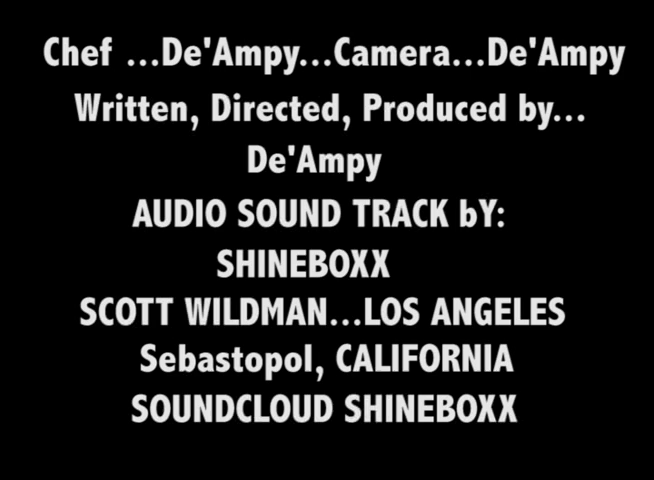 Chef ...De'Ampy...Camera...De'Ampy
Written, Directed, Produced by...
De'Ampy
AUDIO SOUND TRACK bY:
SHINEBOXX
SCOTT WILDMAN...LOS ANGELES
Sebastopol, CALIFORNIA
SOUNDCLOUD SHINEBOXX